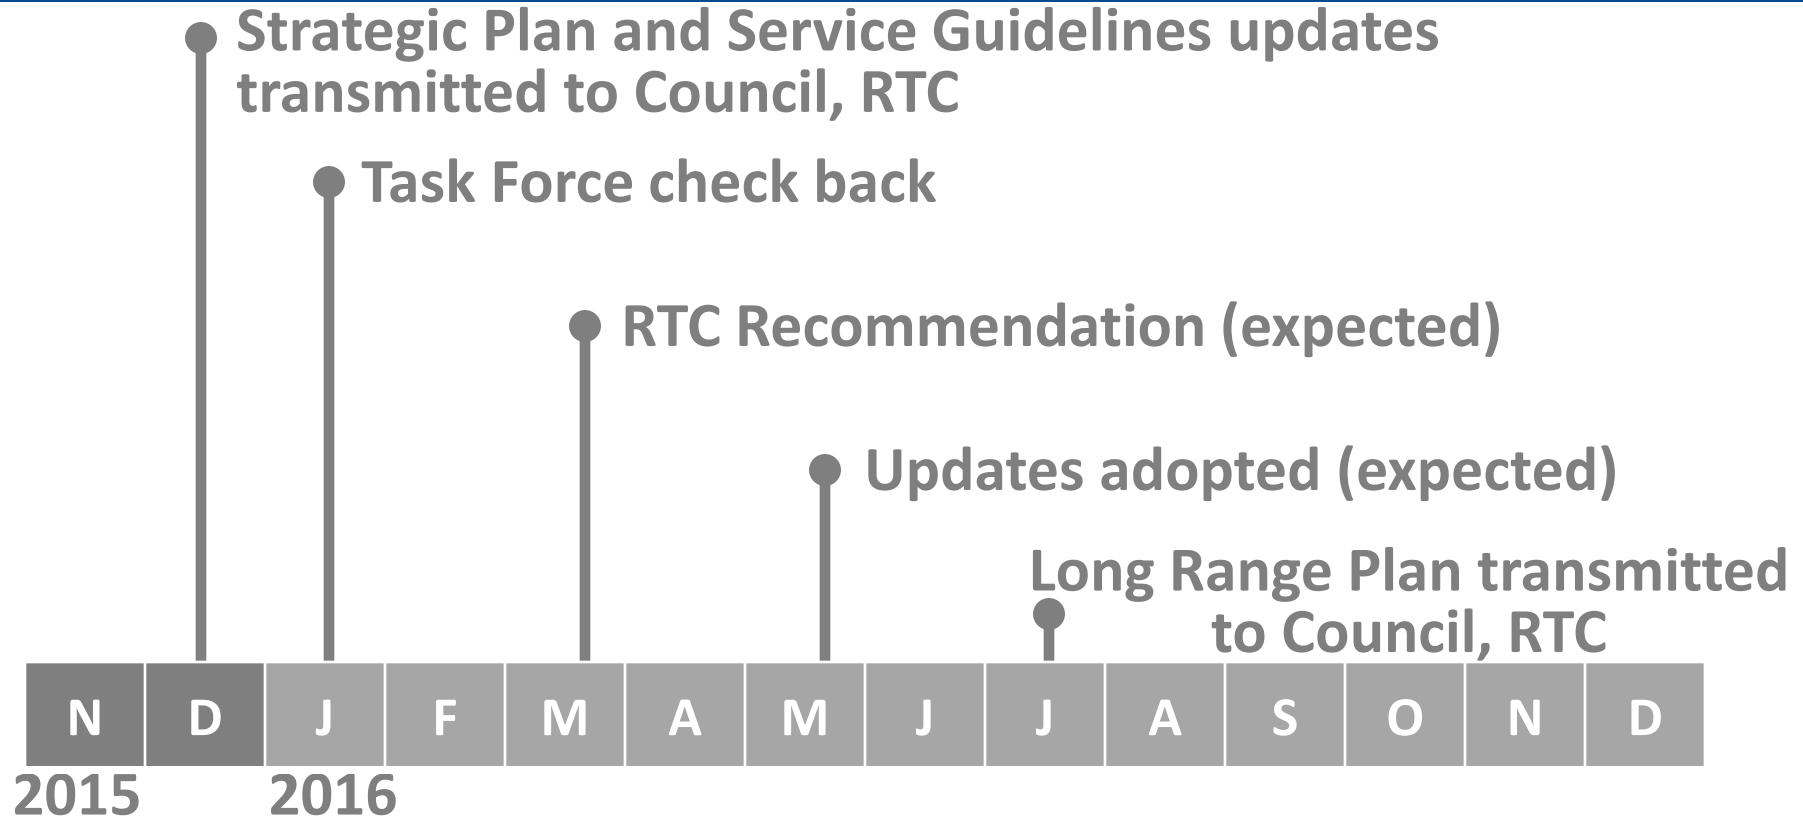 Strategic Plan and Service Guidelines updates
transmitted to Council, RTC
Task Force check back
RTC Recommendation (expected)
Updates adopted (expected)
Long Range Plan transmitted
to Council, RTC
N D J F M A M J J A S O N D
2015 2016